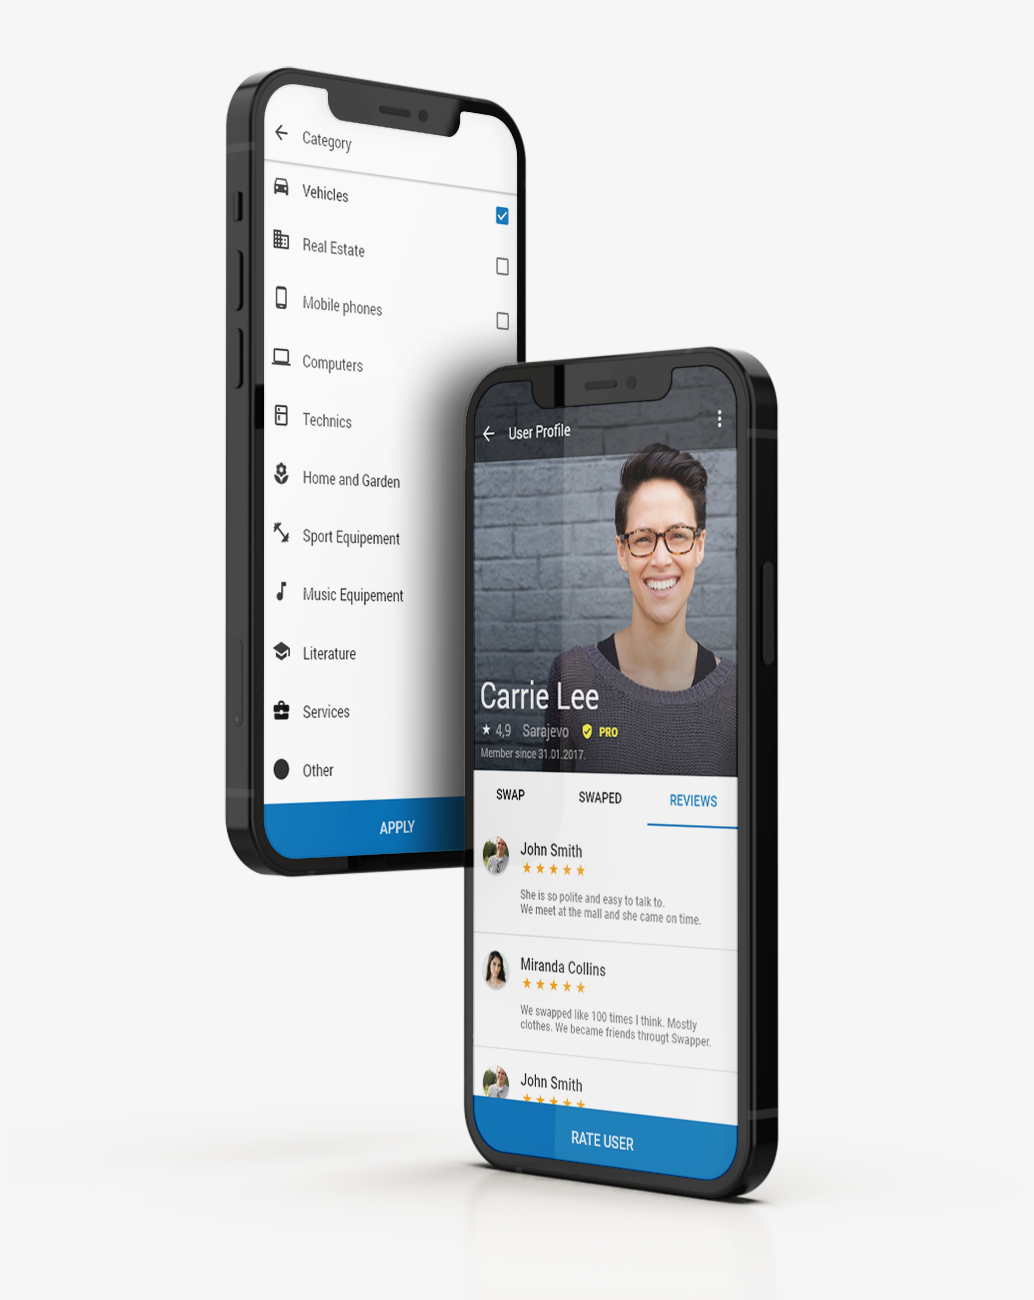 Category
Vehicles
Real Estate
Mobile phones
Computers
Technics
Home and Garden
Sport Equipement
Music Equipement
Literature
Services
Other
APPLY
User Profile
Carrie Lee
4,9 Sarajevo PRO
Member since 31.01.2017.
SWAP SWAPED REVIEWS
John Smith
She is so polite and easy to talk to.
We meet at the mall and she came on time.
Miranda Collins
We swapped like 100 times I think. Mostly
clothes. We became friends througt Swapper.
John Smith
RATE USER